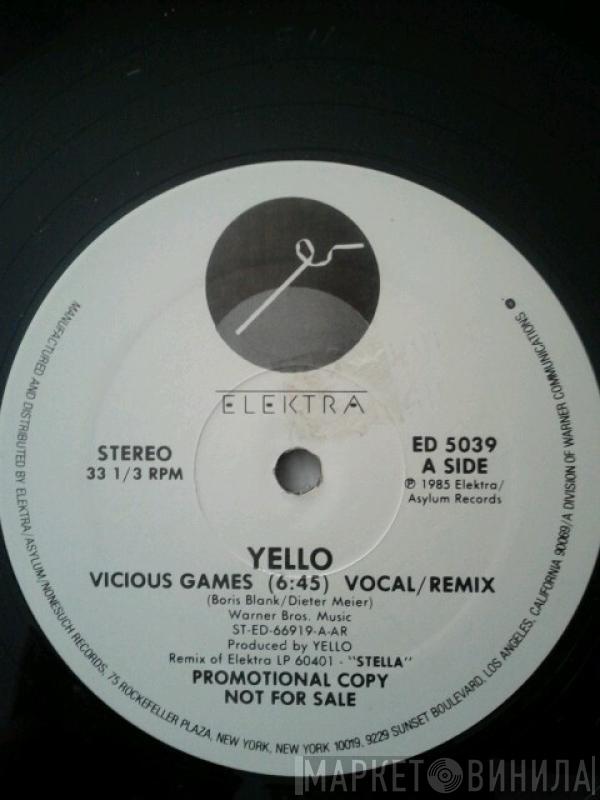 ELEKTRA
STEREO
33 1/3 RPM
ED 5039
A SIDE
℗ 1985 Elektra/
Asylum Records
YELLO
VICIOUS GAMES (6:45) VOCAL/REMIX
(Boris Blank/Dieter Meier)
Warner Bros. Music
ST-ED-66919-A-AR
Produced by YELLO
Remix of Elektra LP 60401 - "STELLA"
PROMOTIONAL COPY
NOT FOR SALE
MANUFACTURED AND DISTRIBUTED BY ELEKTRA/ASYLUM/NONESUCH RECORDS, 75 ROCKEFELLER PLAZA, NEW YORK, NEW YORK 10019, 9229 SUNSET BOULEVARD, LOS ANGELES, CALIFORNIA 90069/A DIVISION OF WARNER COMMUNICATIONS
МАРКЕТ ВИНИЛА